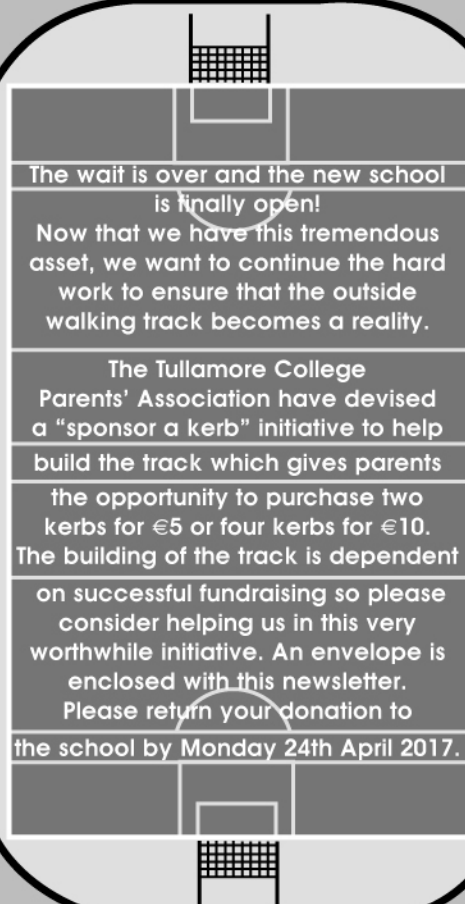 The wait is over and the new school
is finally open!
Now that we have this tremendous
asset, we want to continue the hard
work to ensure that the outside
walking track becomes a reality.
The Tullamore College
Parents’ Association have devised
a “sponsor a kerb” initiative to help
build the track which gives parents
the opportunity to purchase two
kerbs for €5 or four kerbs for €10.
The building of the track is dependent
on successful fundraising so please
consider helping us in this very
worthwhile initiative. An envelope is
enclosed with this newsletter.
Please return your donation to
the school by Monday 24th April 2017.